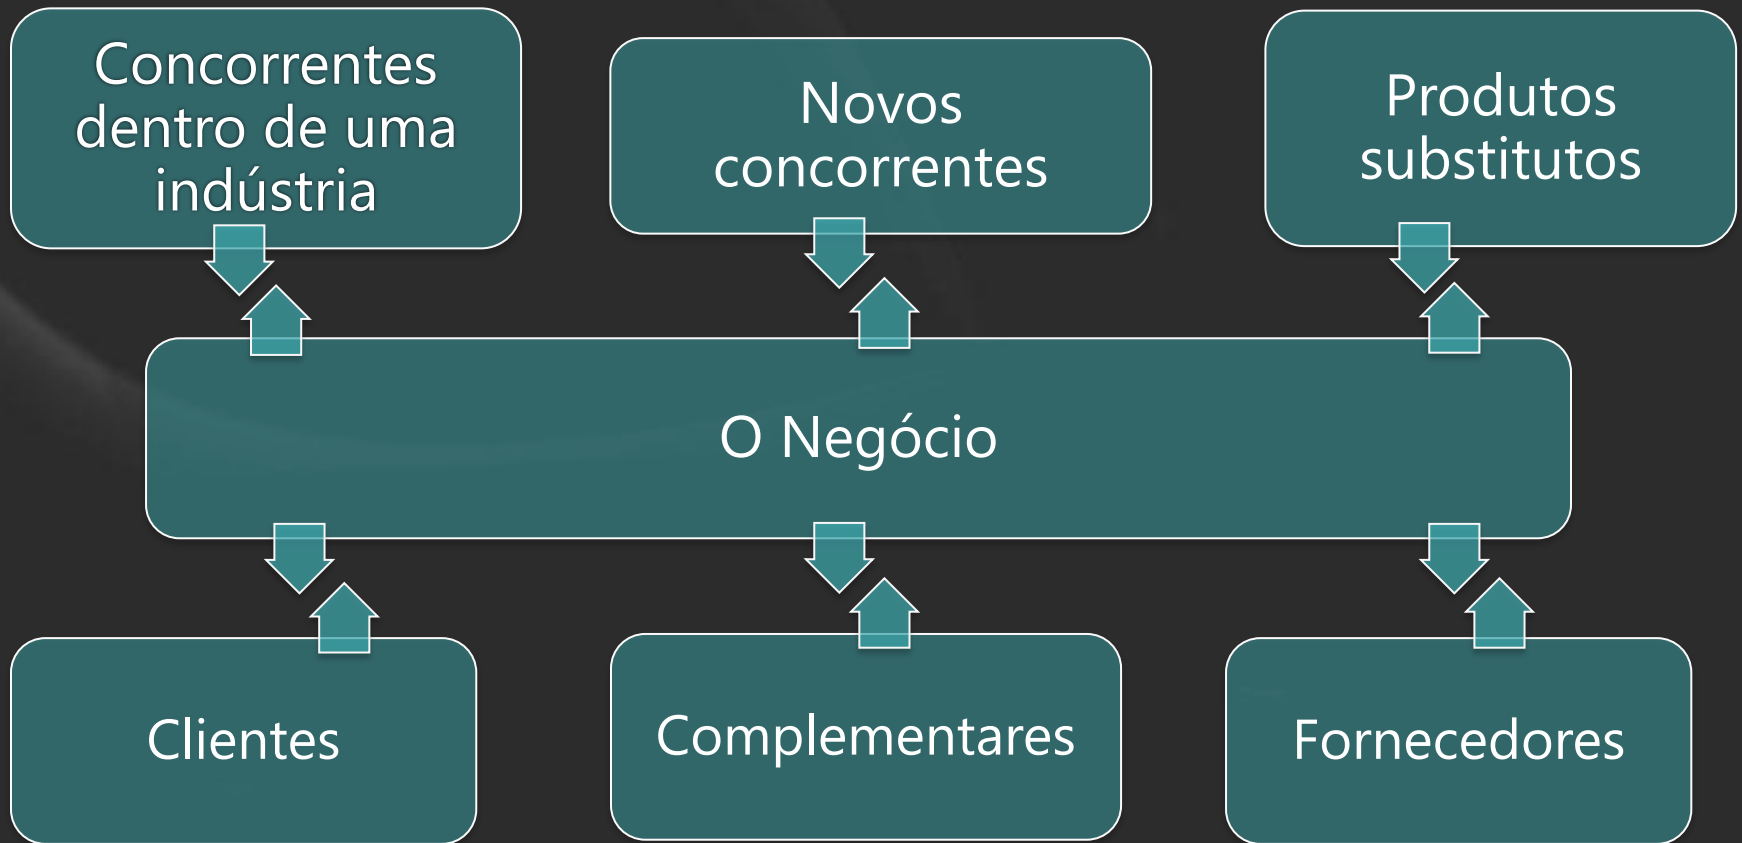 Concorrentes
dentro de uma
indústria
Novos
concorrentes
Produtos
substitutos
O Negócio
Clientes
Complementares
Fornecedores